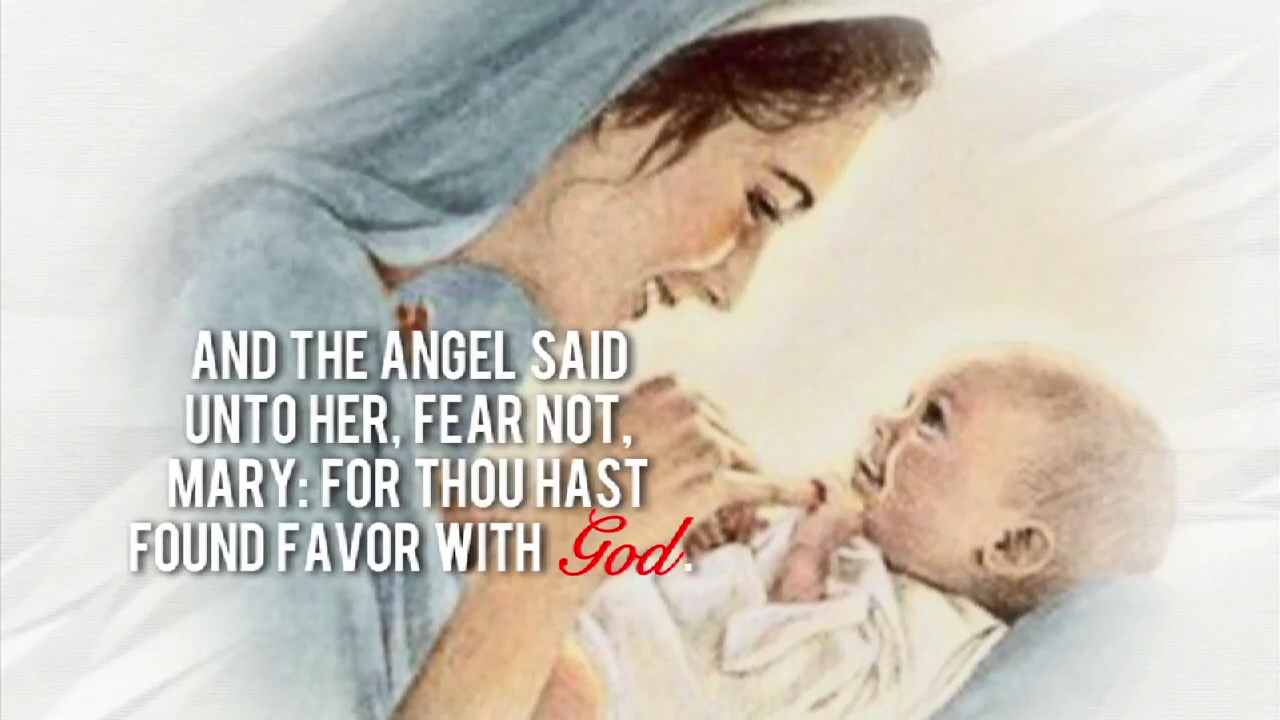 AND THE ANGEL SAID
UNTO HER, FEAR NOT,
MARY: FOR THOU HAST
FOUND FAVOR WITH God.